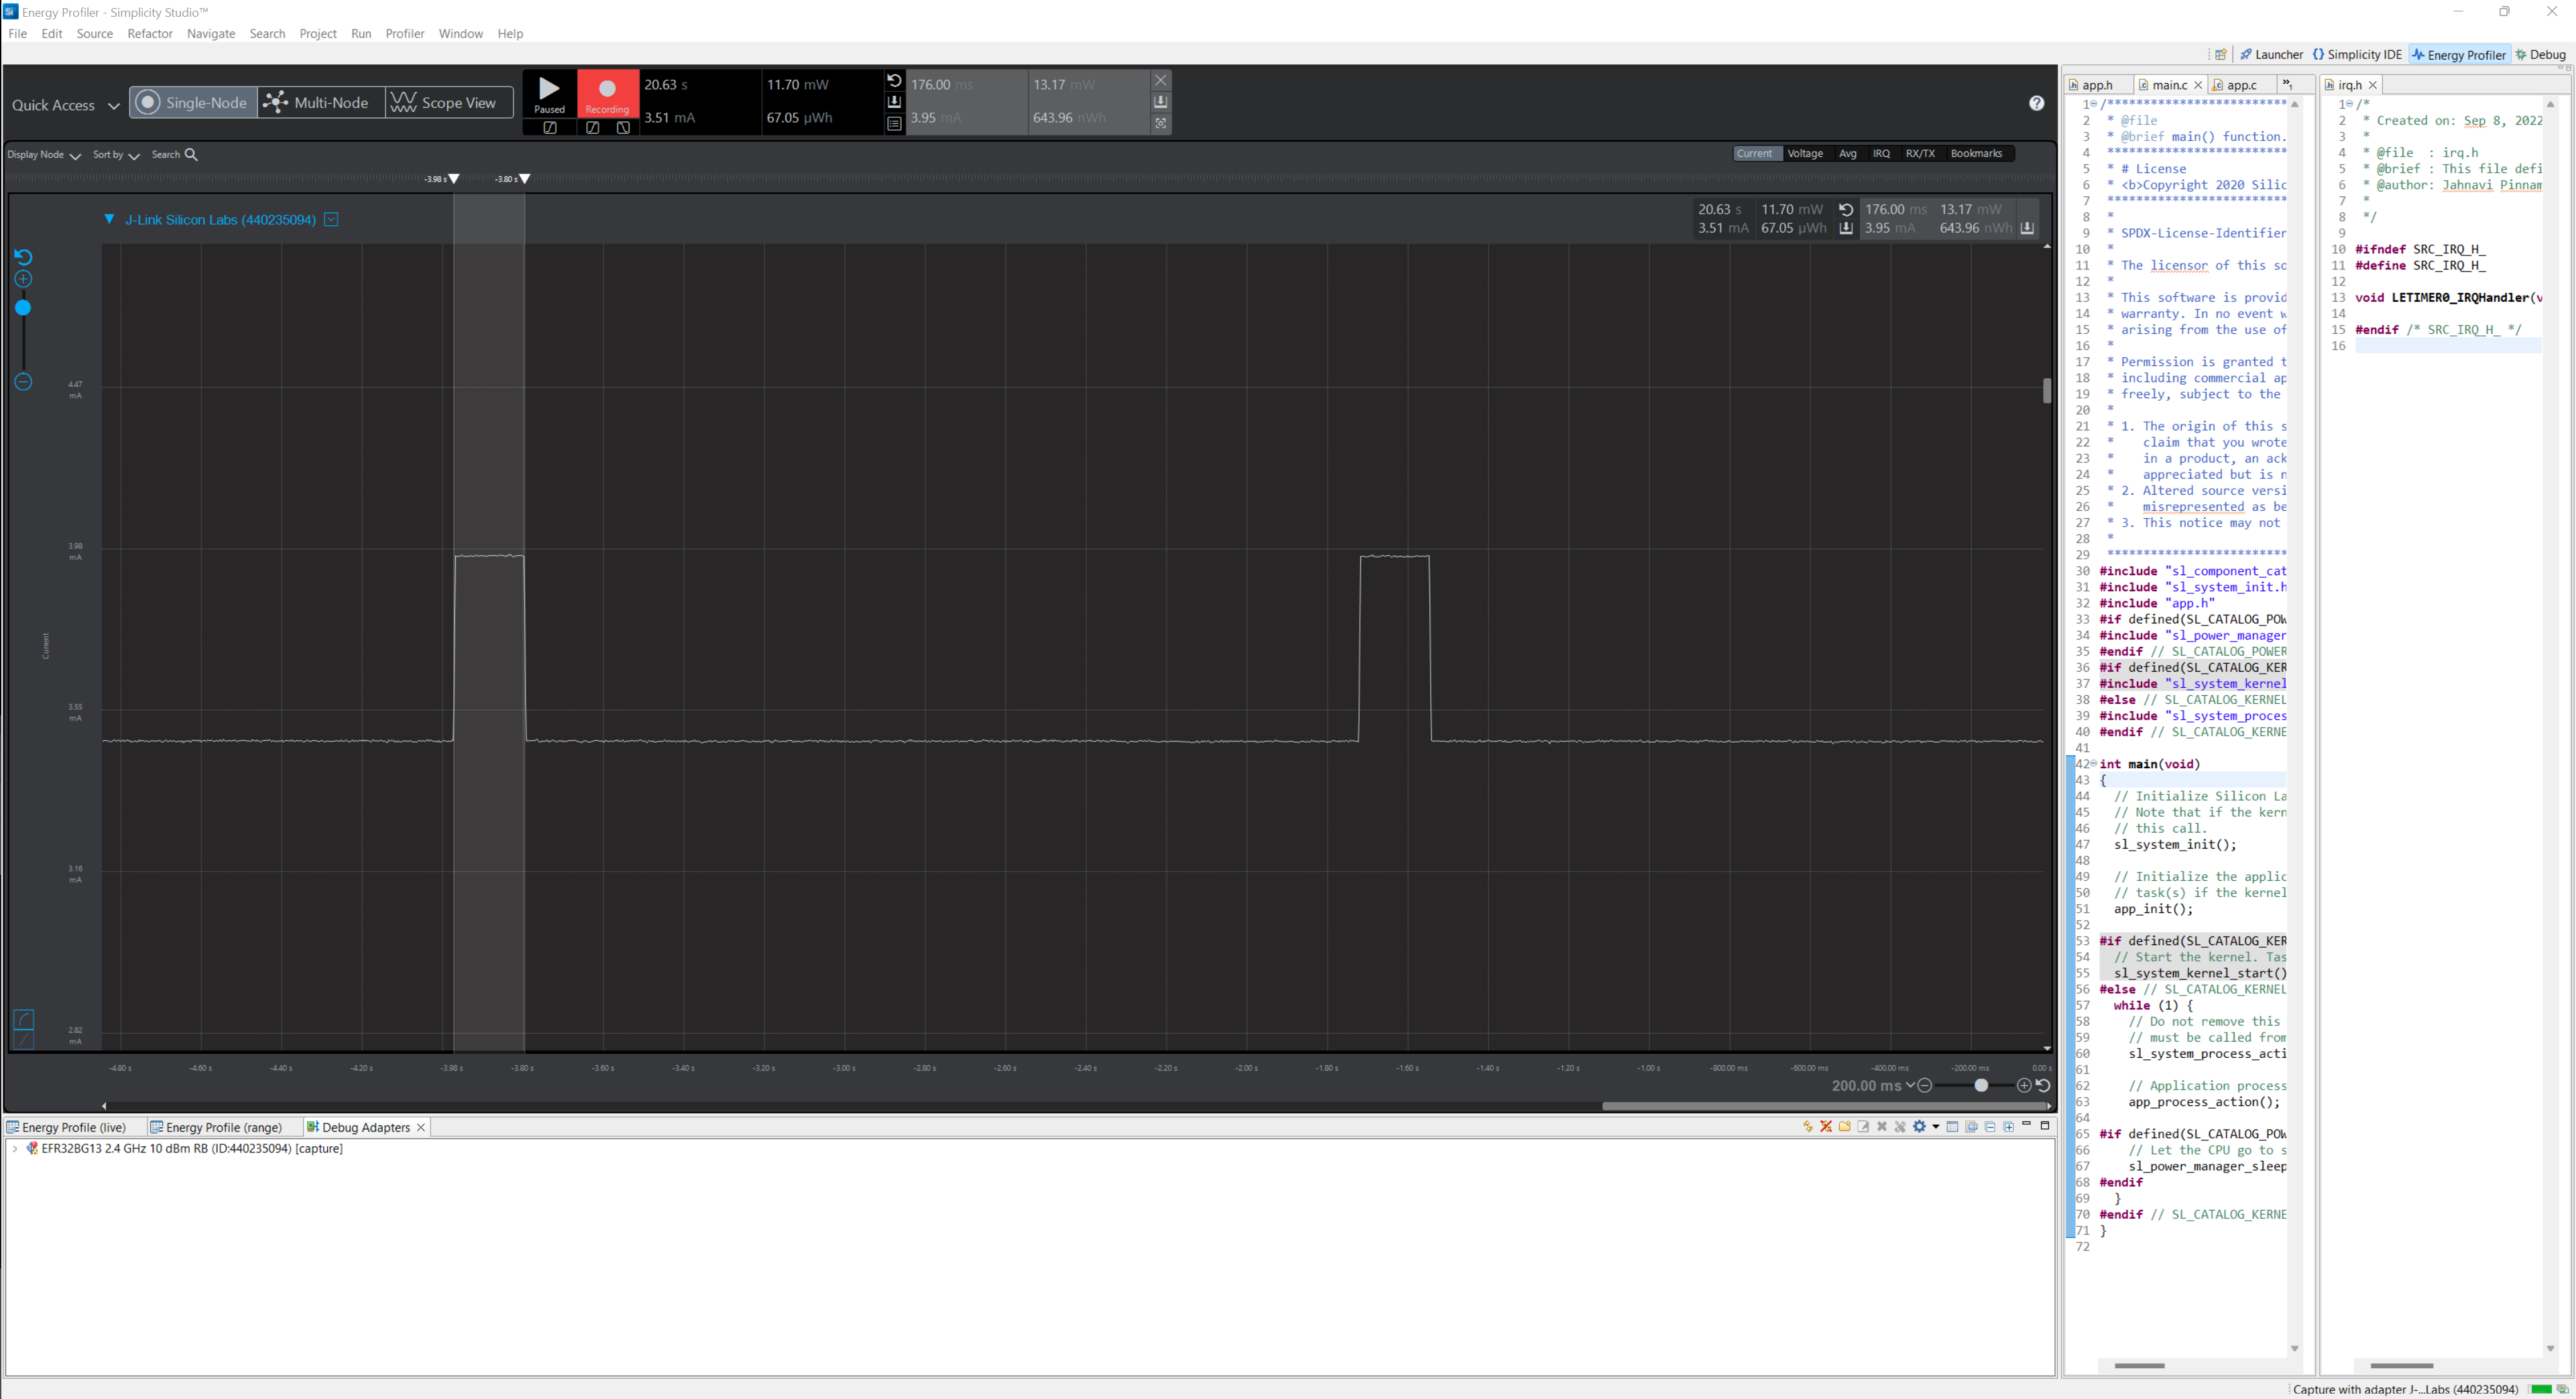 Energy Profiler - Simplicity Studio™
File Edit Source Refactor Navigate Search Project Run Profiler Window Help
Launcher Simplicity IDE Energy Profiler Debug
Quick Access Single-Node Multi-Node Scope View
Paused Recording
20.63 s 11.70 mW 176.00 ms 13.17 mW
3.51 mA 67.05 µWh 3.95 mA 643.96 nWh
Display Node Sort by Search
Current Voltage Avg IRQ RX/TX Bookmarks
-3.98 s -3.80 s
J-Link Silicon Labs (440235094)
20.63 s 11.70 mW 176.00 ms 13.17 mW
3.51 mA 67.05 µWh 3.95 mA 643.96 nWh
4.47
mA
3.98
mA
Current
3.55
mA
3.16
mA
2.82
mA
-4.80 s -4.60 s -4.40 s -4.20 s -3.98 s -3.80 s -3.60 s -3.40 s -3.20 s -3.00 s -2.80 s -2.60 s -2.40 s -2.20 s -2.00 s -1.80 s -1.60 s -1.40 s -1.20 s -1.00 s -800.00 ms -600.00 ms -400.00 ms -200.00 ms 0.00 s
200.00 ms
Energy Profile (live) Energy Profile (range) Debug Adapters
EFR32BG13 2.4 GHz 10 dBm RB (ID:440235094) [capture]
app.h main.c app.c
1 /*************************
2 * @file
3 * @brief main() function.
4 *************************
5 * # License
6 * <b>Copyright 2020 Silic
7 *************************
8 *
9 * SPDX-License-Identifier
10 *
11 * The licensor of this so
12 *
13 * This software is provid
14 * warranty. In no event w
15 * arising from the use of
16 *
17 * Permission is granted t
18 * including commercial ap
19 * freely, subject to the
20 *
21 * 1. The origin of this s
22 * claim that you wrote
23 * in a product, an ack
24 * appreciated but is n
25 * 2. Altered source versi
26 * misrepresented as be
27 * 3. This notice may not
28 *
29 *************************
30 #include "sl_component_cat
31 #include "sl_system_init.h
32 #include "app.h"
33 #if defined(SL_CATALOG_POW
34 #include "sl_power_manager
35 #endif // SL_CATALOG_POWER
36 #if defined(SL_CATALOG_KER
37 #include "sl_system_kernel
38 #else // SL_CATALOG_KERNEL
39 #include "sl_system_proces
40 #endif // SL_CATALOG_KERNE
41
42 int main(void)
43 {
44 // Initialize Silicon La
45 // Note that if the kern
46 // this call.
47 sl_system_init();
48
49 // Initialize the applic
50 // task(s) if the kernel
51 app_init();
52
53 #if defined(SL_CATALOG_KER
54 // Start the kernel. Tas
55 sl_system_kernel_start()
56 #else // SL_CATALOG_KERNEL
57 while (1) {
58 // Do not remove this
59 // must be called from
60 sl_system_process_acti
61
62 // Application process
63 app_process_action();
64
65 #if defined(SL_CATALOG_POW
66 // Let the CPU go to s
67 sl_power_manager_sleep
68 #endif
69 }
70 #endif // SL_CATALOG_KERNE
71 }
72
irq.h
1 /*
2 * Created on: Sep 8, 2022
3 *
4 * @file : irq.h
5 * @brief : This file defi
6 * @author: Jahnavi Pinnam
7 *
8 */
9
10 #ifndef SRC_IRQ_H_
11 #define SRC_IRQ_H_
12
13 void LETIMER0_IRQHandler(v
14
15 #endif /* SRC_IRQ_H_ */
16
Capture with adapter J-...Labs (440235094)